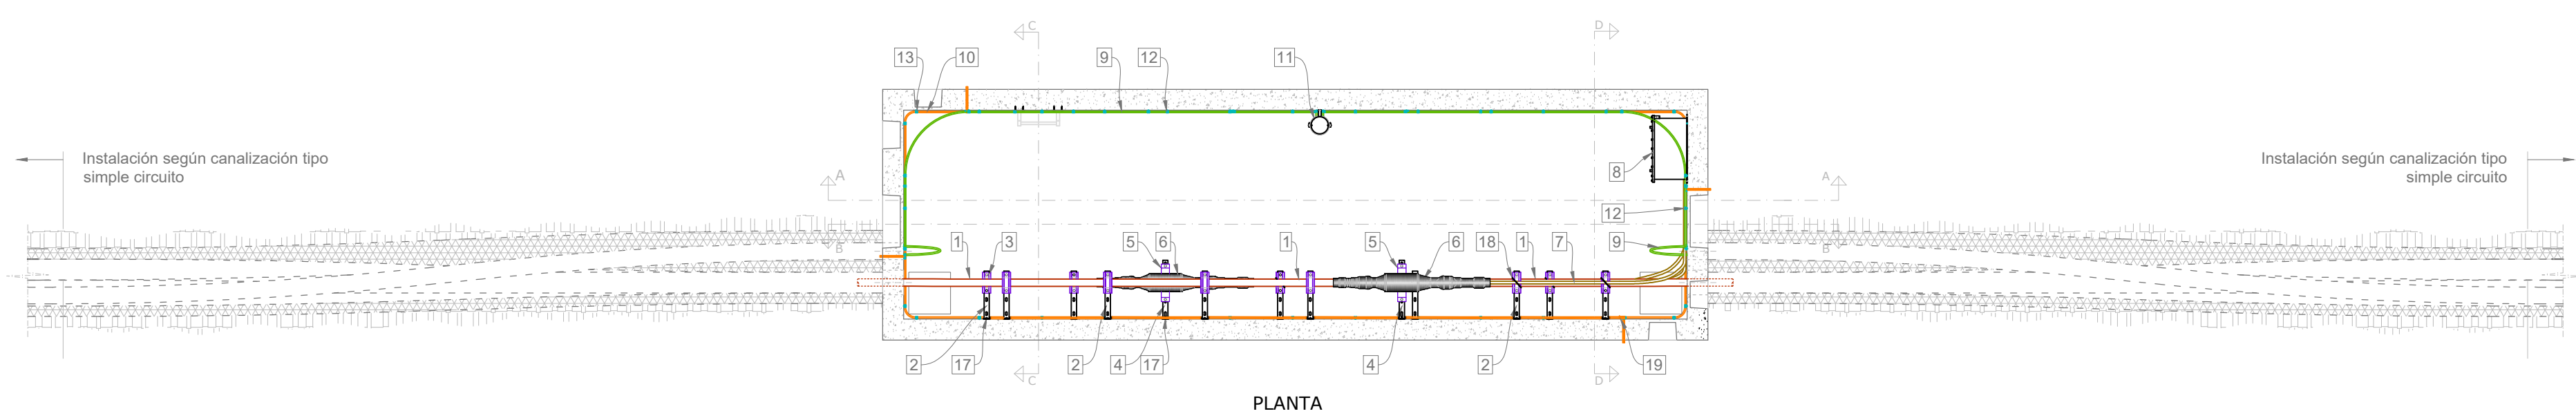 C
D
13
10
9
12
11
Instalación según canalización tipo
simple circuito
Instalación según canalización tipo
simple circuito
8
A
A
12
B
1
3
5
6
1
5
6
18
1
7
9
B
2
17
2
4
17
4
2
19
C
D
PLANTA